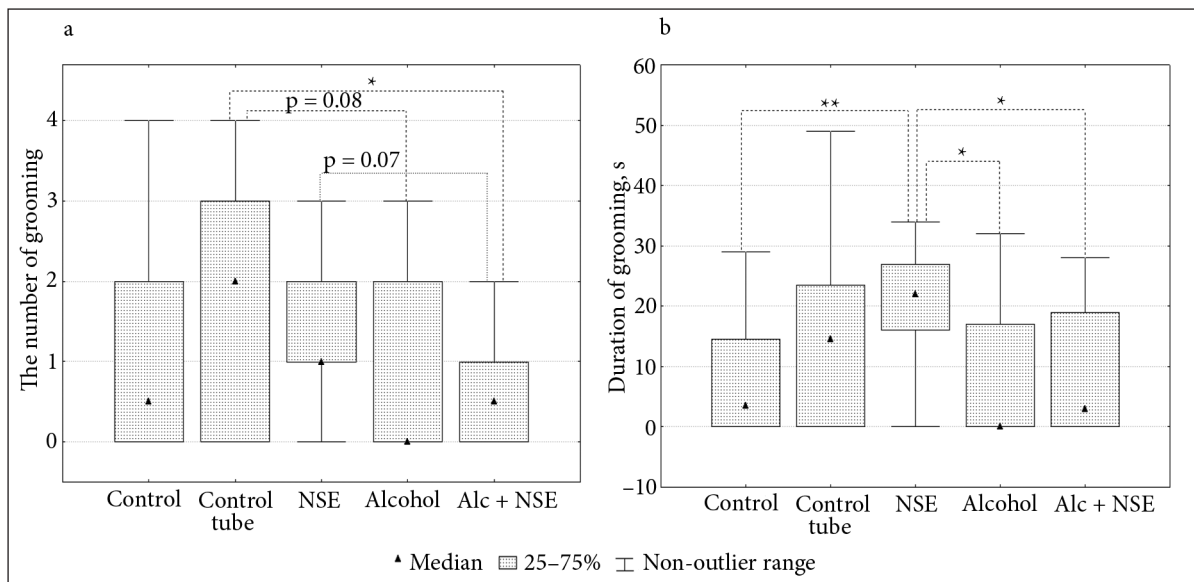 a
The number of grooming
4
3
2
1
0
*
p = 0.08
p = 0.07
Control
Control
tube
NSE
Alcohol
Alc + NSE
b
Duration of grooming, s
60
50
40
30
20
10
0
–10
**
*
*
Control
Control
tube
NSE
Alcohol
Alc + NSE
Median 25–75% Non-outlier range